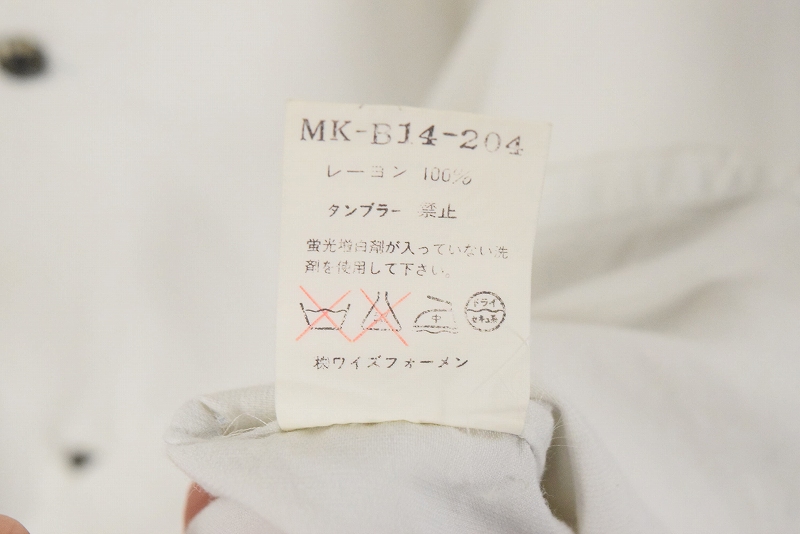 MK-B14-204
レーヨン 100%
タンブラー 禁止
蛍光増白剤が入っていない洗
剤を使用して下さい。
中
ドライ
セキユ系
㈱ワイズフォーメン